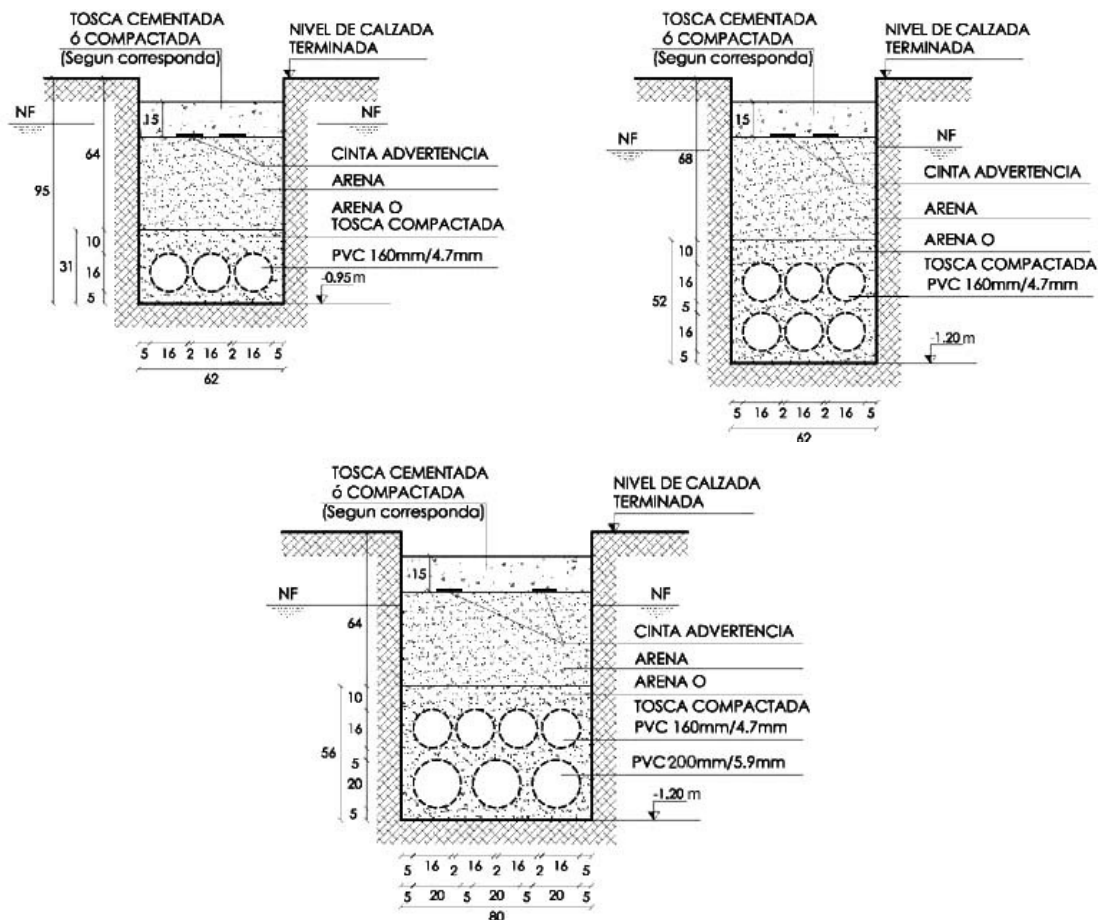 TOSCA CEMENTADA
ó COMPACTADA
(Segun corresponda)
NIVEL DE CALZADA
TERMINADA
NF
NF
15
64
95
CINTA ADVERTENCIA
ARENA
ARENA O
TOSCA COMPACTADA
PVC 160mm/4.7mm
10
31
16
5
-0.95 m
5 16 2 16 2 16 5
62
TOSCA CEMENTADA
ó COMPACTADA
(Segun corresponda)
NIVEL DE CALZADA
TERMINADA
15
NF
NF
68
CINTA ADVERTENCIA
ARENA
ARENA O
TOSCA COMPACTADA
PVC 160mm/4.7mm
10
16
52
5
16
5
-1.20 m
5 16 2 16 2 16 5
62
TOSCA CEMENTADA
ó COMPACTADA
(Segun corresponda)
NIVEL DE CALZADA
TERMINADA
15
NF
NF
64
CINTA ADVERTENCIA
ARENA
ARENA O
TOSCA COMPACTADA
PVC 160mm/4.7mm
PVC200mm/5.9mm
10
16
56
5
20
5
-1.20 m
5 16 2 16 2 16 2 16 5
5 20 5 20 5 20 5
80